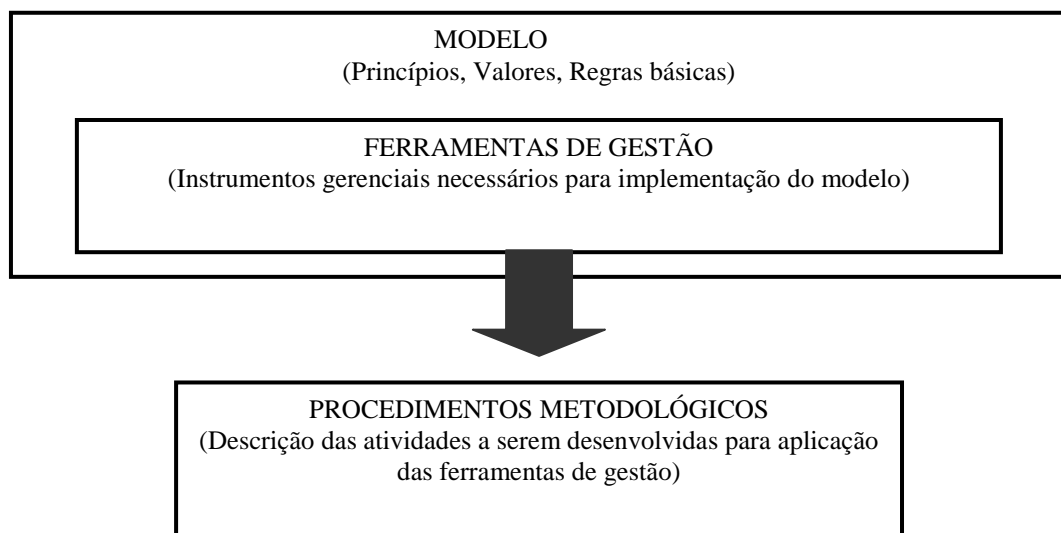 MODELO
(Princípios, Valores, Regras básicas)
FERRAMENTAS DE GESTÃO
(Instrumentos gerenciais necessários para implementação do modelo)
PROCEDIMENTOS METODOLÓGICOS
(Descrição das atividades a serem desenvolvidas para aplicação
das ferramentas de gestão)